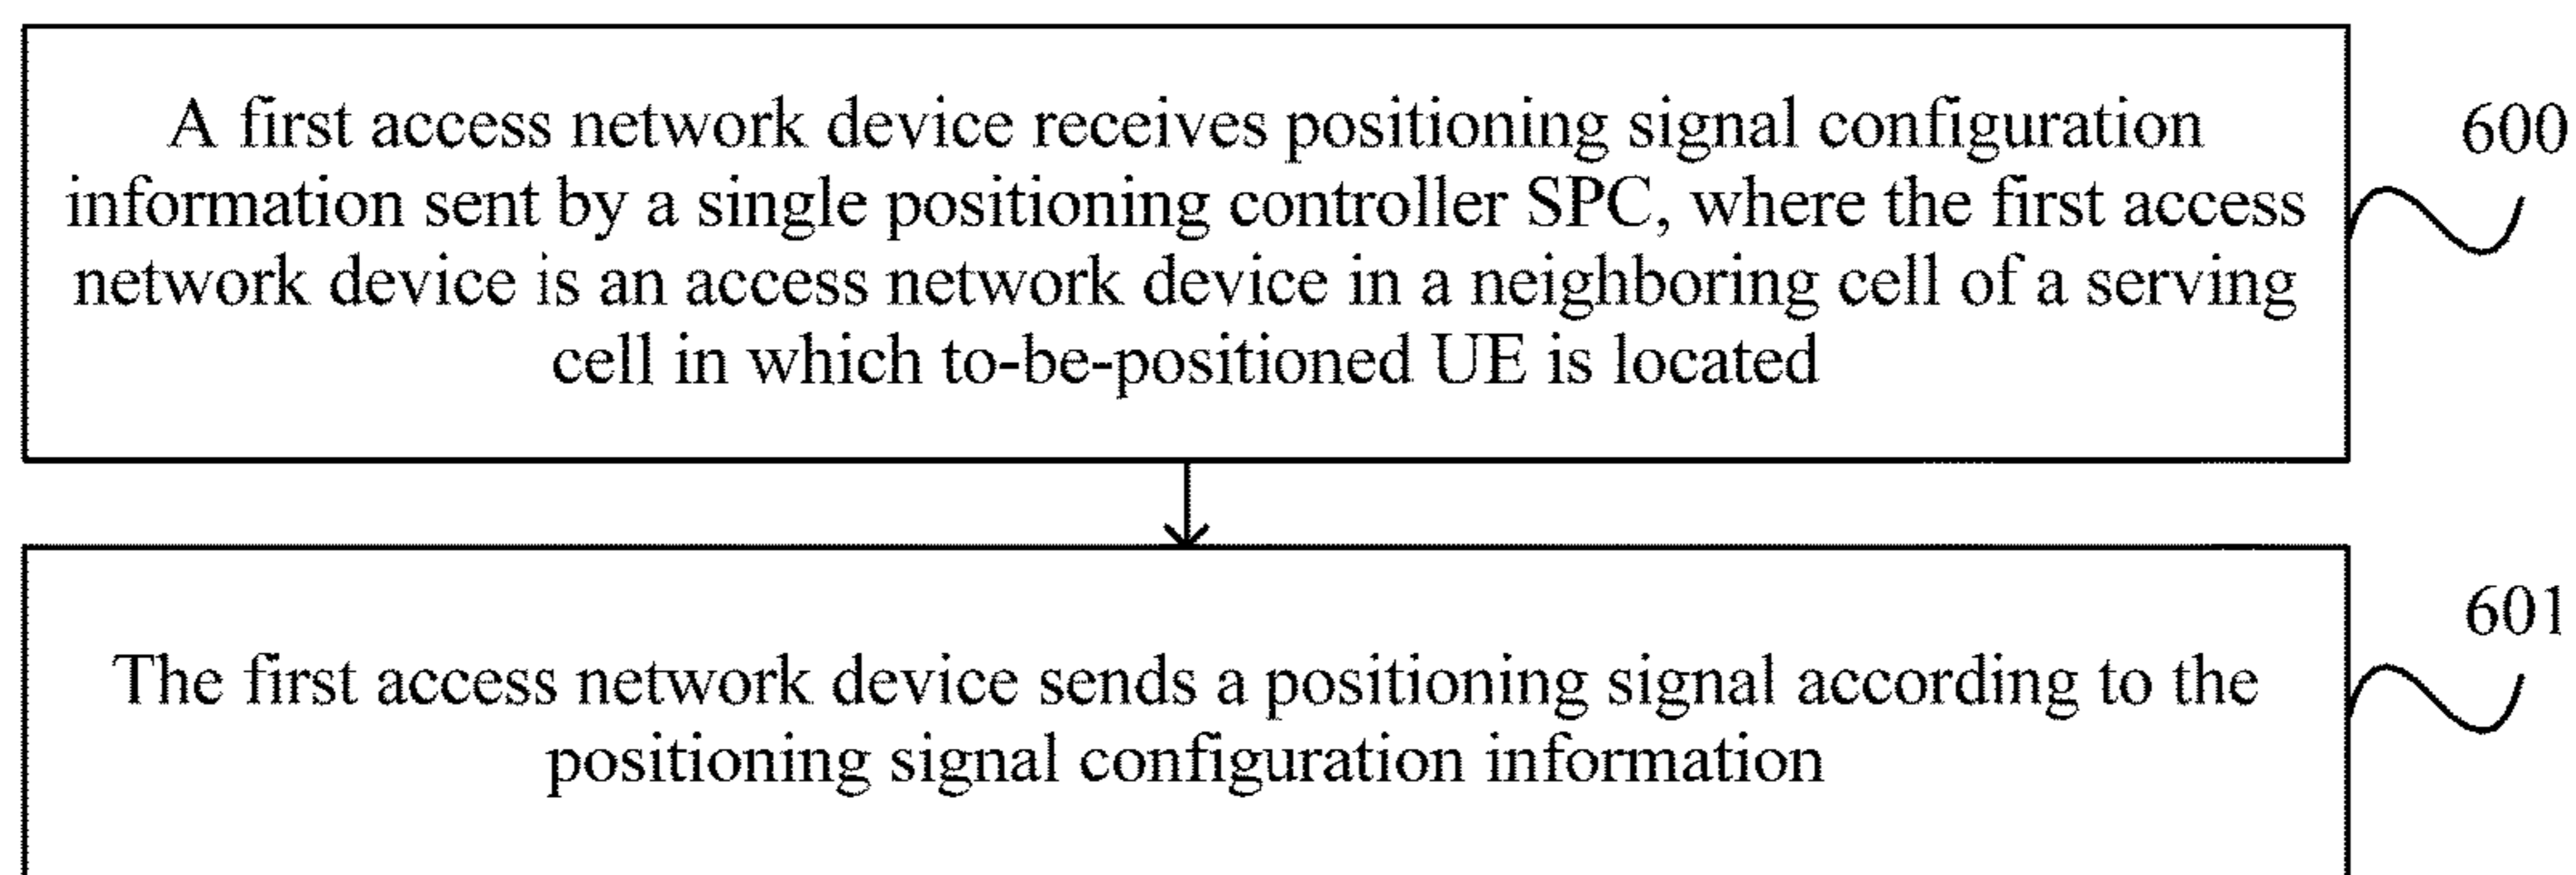 A first access network device receives positioning signal configuration
information sent by a single positioning controller SPC, where the first access
network device is an access network device in a neighboring cell of a serving
cell in which to-be-positioned UE is located
600
The first access network device sends a positioning signal according to the
positioning signal configuration information
601